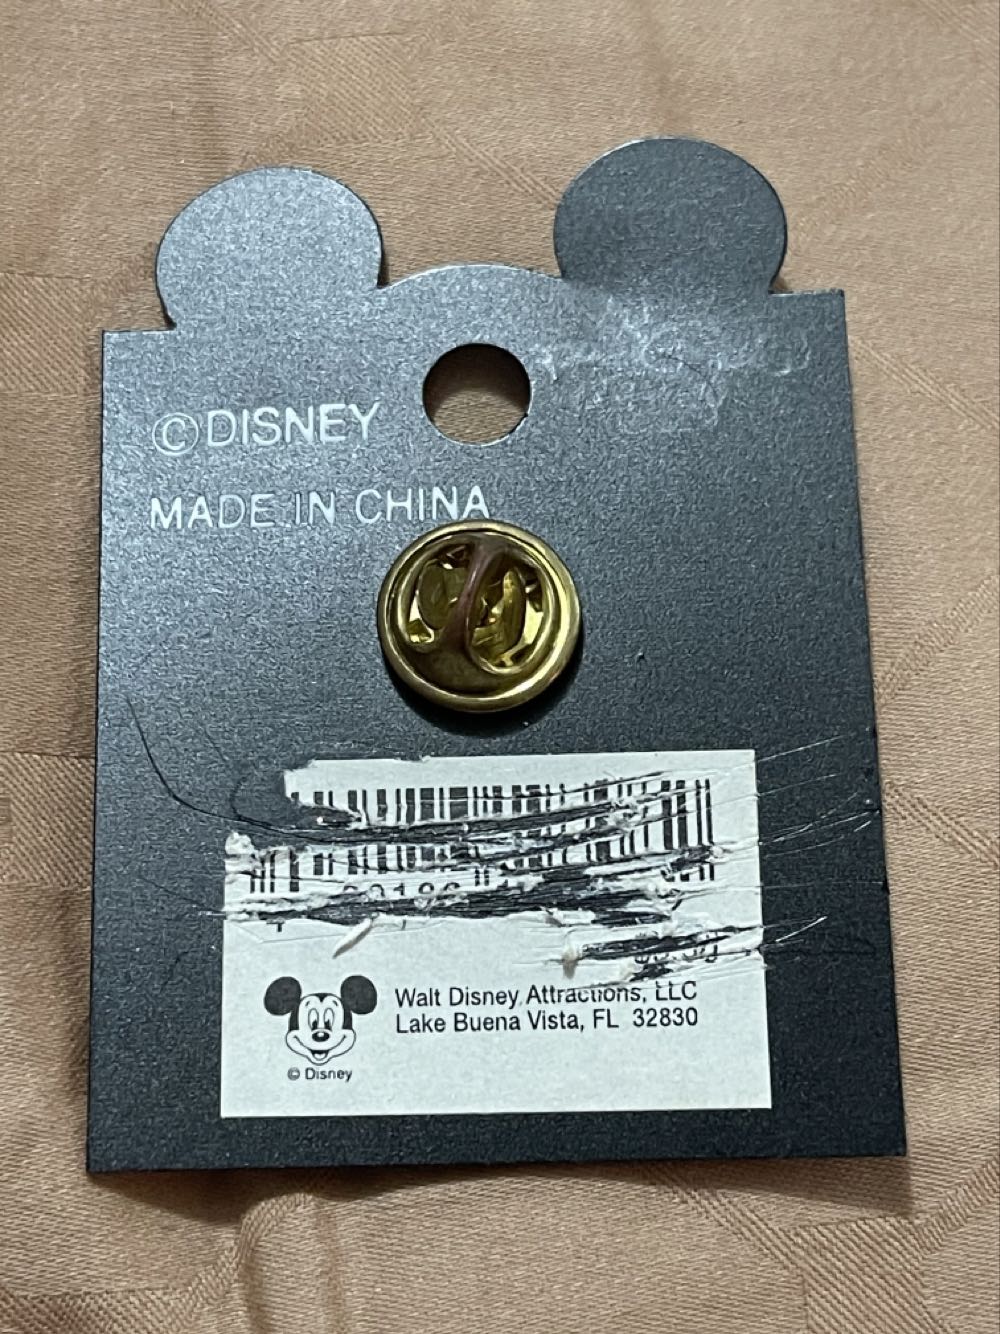 ©DISNEY
MADE IN CHINA
Walt Disney Attractions, LLC
Lake Buena Vista, FL 32830
© Disney